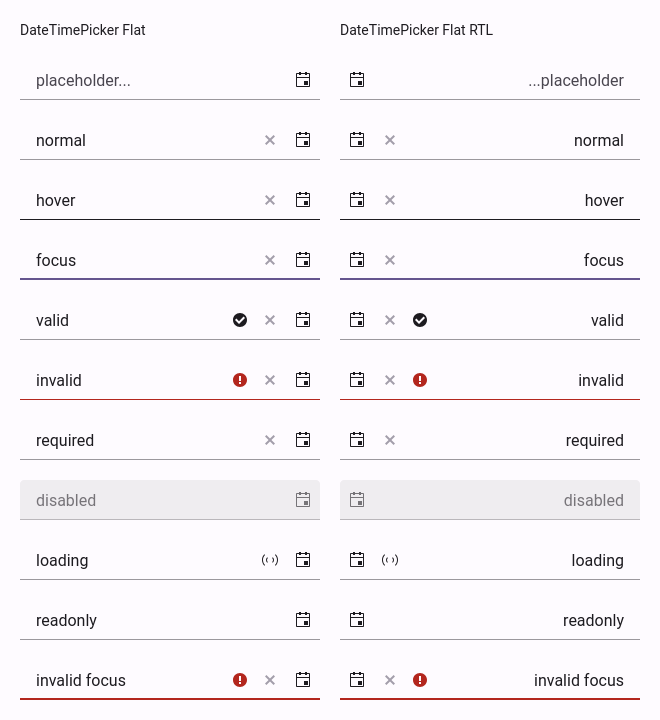 DateTimePicker Flat
placeholder...
normal
hover
focus
valid
invalid
required
disabled
loading
readonly
invalid focus
DateTimePicker Flat RTL
...placeholder
normal
hover
focus
valid
invalid
required
disabled
loading
readonly
invalid focus